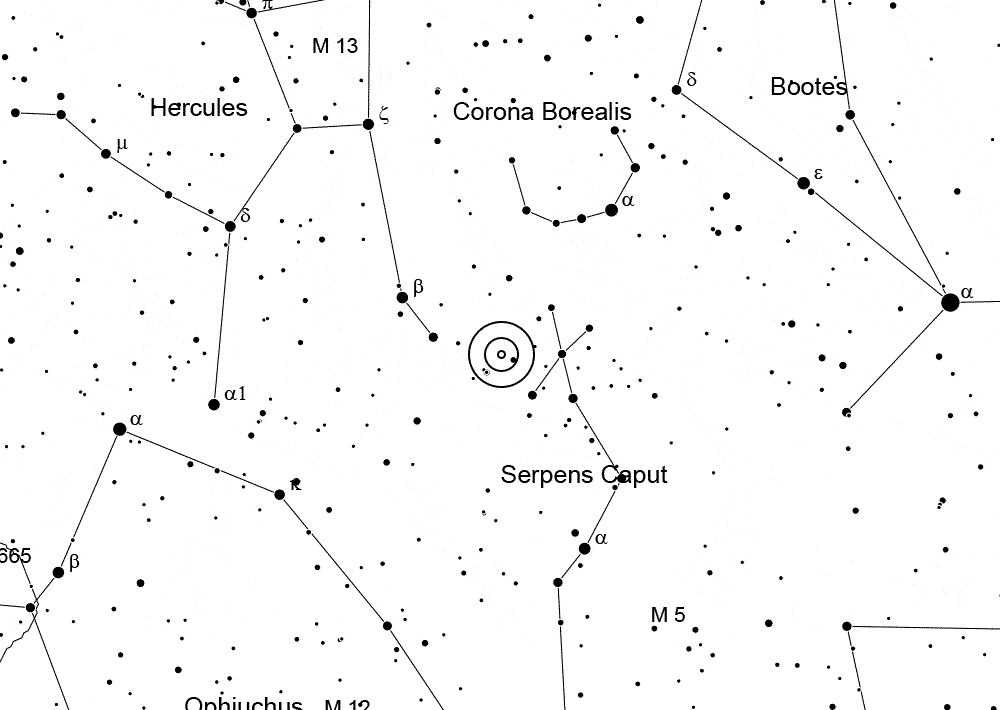 π
M 13
δ
Bootes
Hercules
ζ
Corona Borealis
μ
ε
δ
α
β
α
α1
α
Serpens Caput
κ
α
665
β
M 5
Ophiuchus
M 12